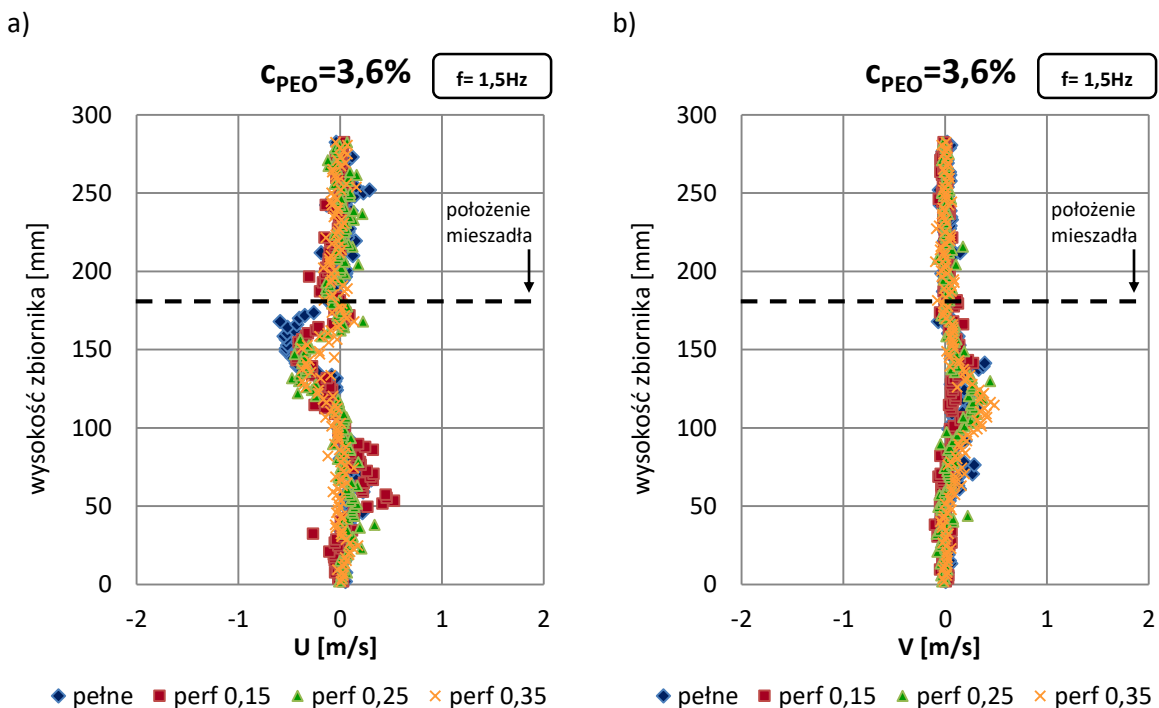 a)
c_PEO=3,6%
f= 1,5Hz
300
250
200
150
100
50
0
wysokość zbiornika [mm]
położenie
mieszadła
-2 -1 0 1 2
U [m/s]
pełne perf 0,15 perf 0,25 perf 0,35
b)
c_PEO=3,6%
f= 1,5Hz
300
250
200
150
100
50
0
wysokość zbiornika [mm]
położenie
mieszadła
-2 -1 0 1 2
V [m/s]
pełne perf 0,15 perf 0,25 perf 0,35